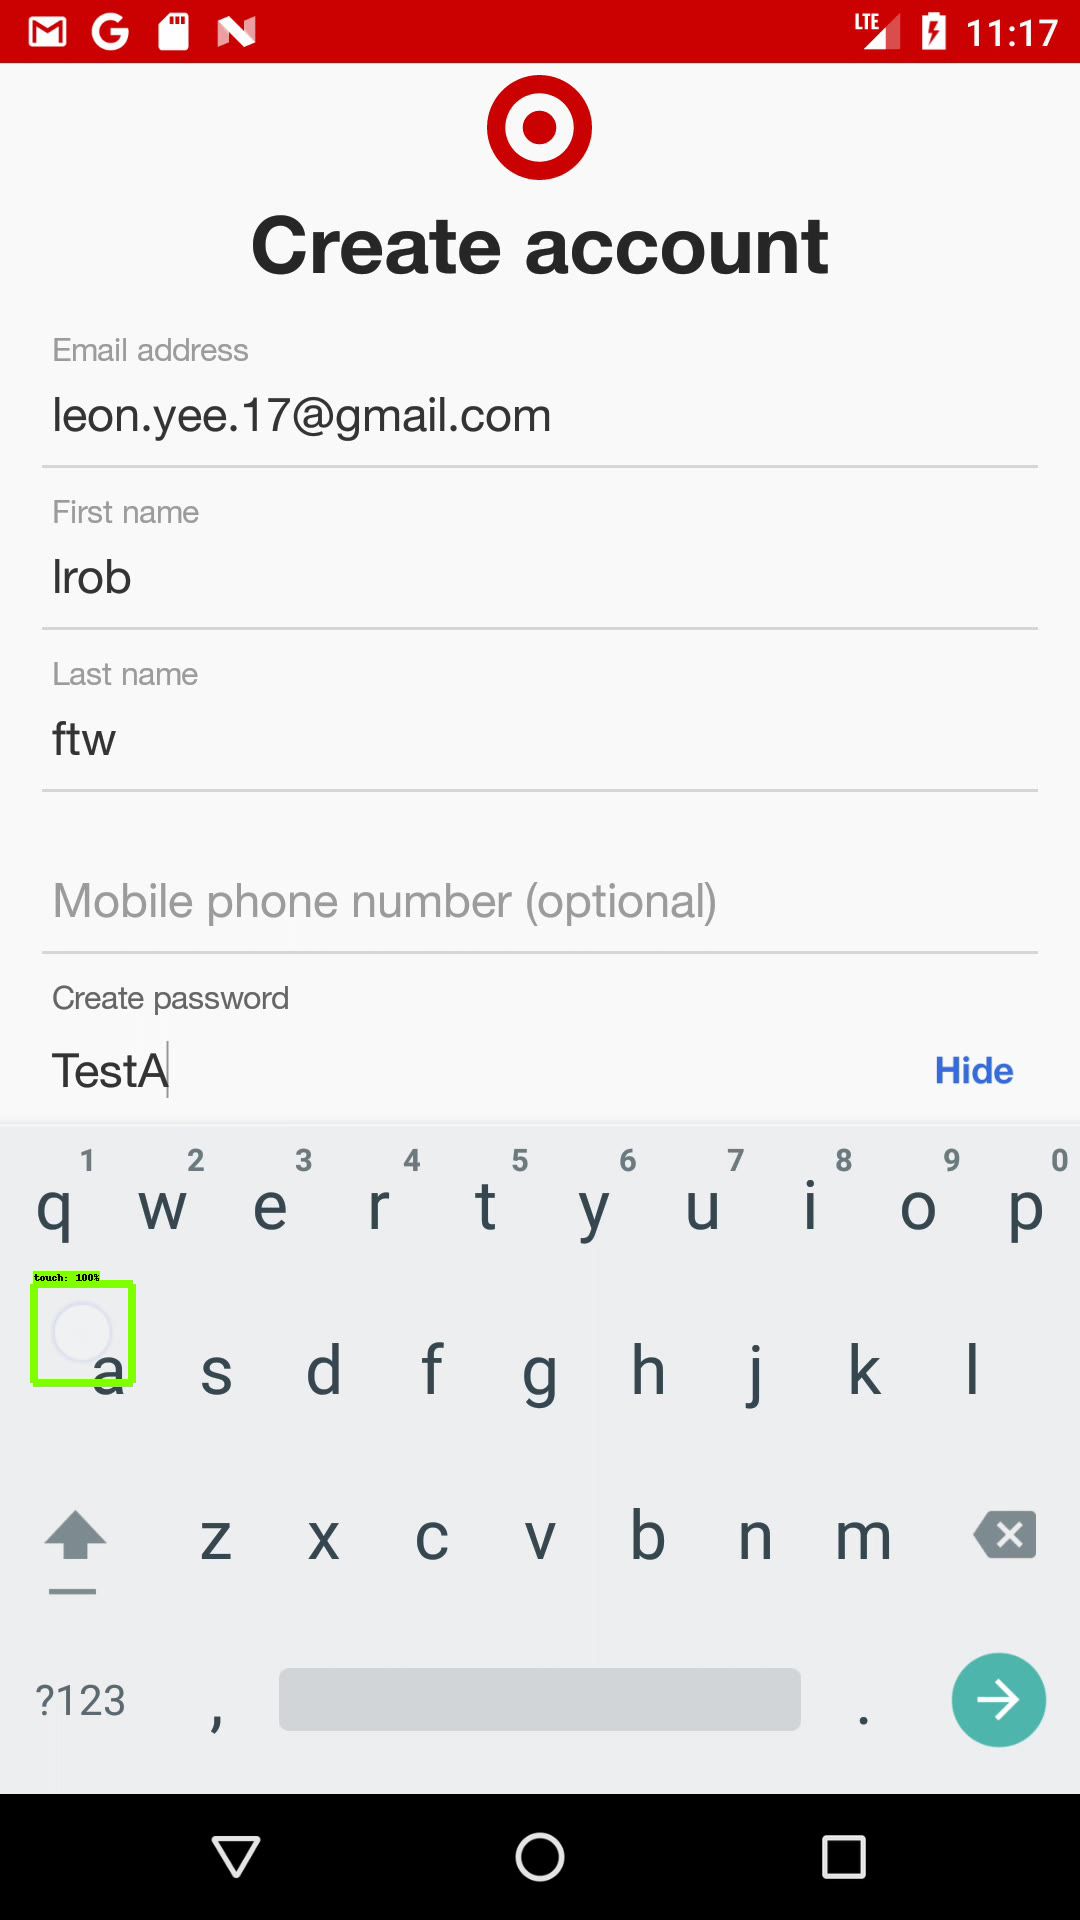 LTE 11:17
Create account
Email address
leon.yee.17@gmail.com
First name
lrob
Last name
ftw
Mobile phone number (optional)
Create password
TestA Hide
1 2 3 4 5 6 7 8 9 0
q w e r t y u i o p
touch: 100%
a s d f g h j k l
z x c v b n m
?123 , .